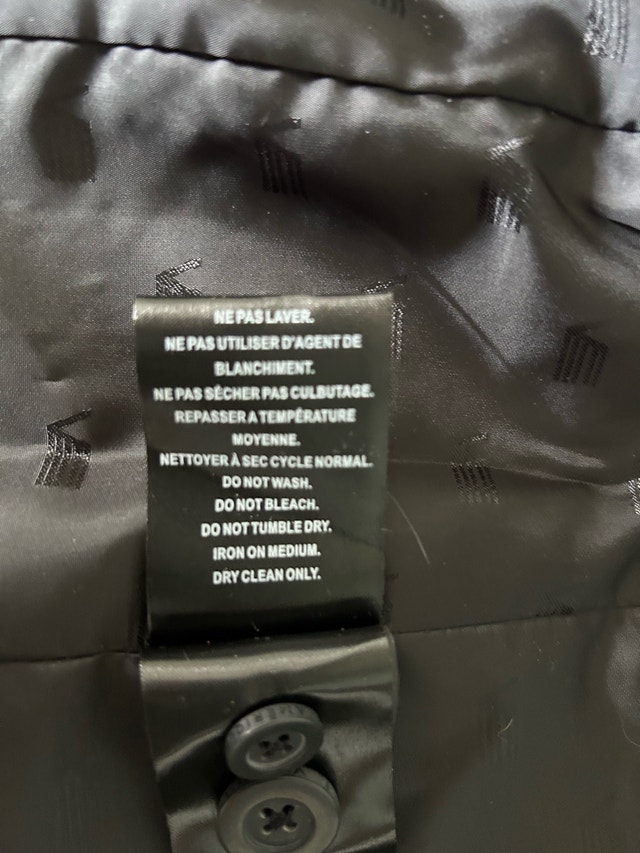 NE PAS LAVER.
NE PAS UTILISER D'AGENT DE
BLANCHIMENT.
NE PAS SÉCHER PAS CULBUTAGE.
REPASSER A TEMPÉRATURE
MOYENNE.
NETTOYER À SEC CYCLE NORMAL.
DO NOT WASH.
DO NOT BLEACH.
DO NOT TUMBLE DRY.
IRON ON MEDIUM.
DRY CLEAN ONLY.